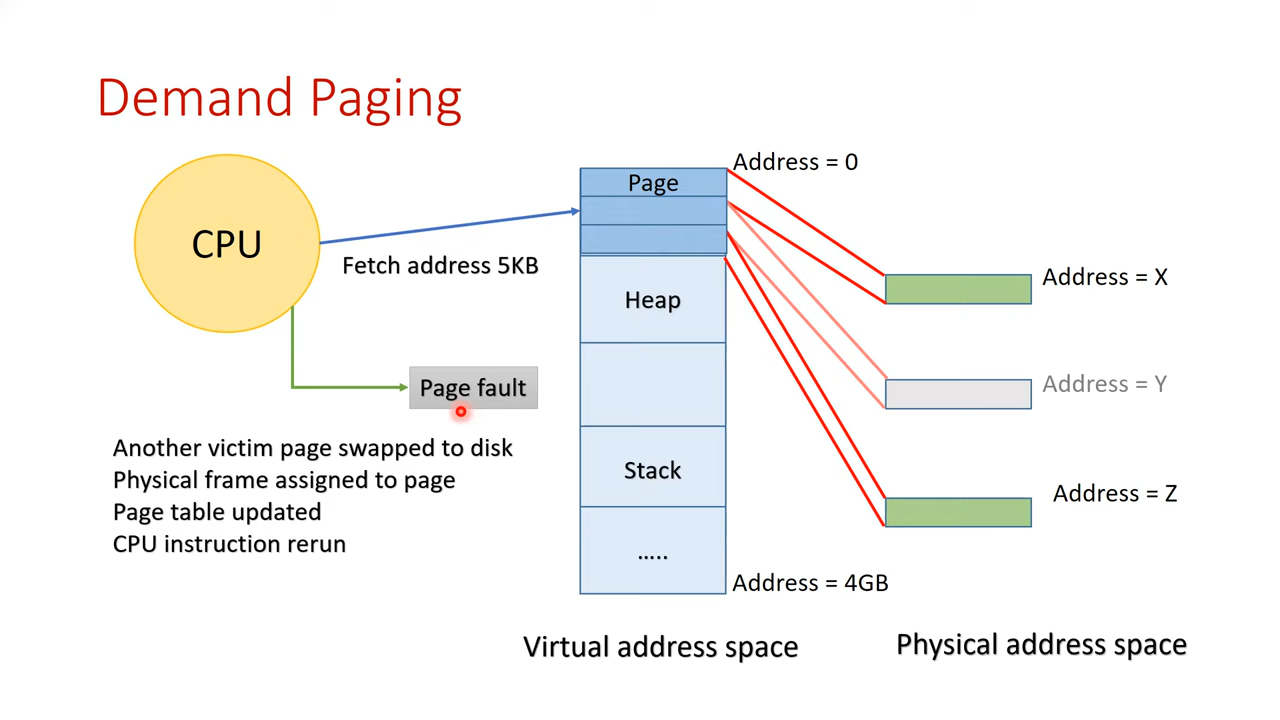 Demand Paging
CPU
Fetch address 5KB
Page fault
Another victim page swapped to disk
Physical frame assigned to page
Page table updated
CPU instruction rerun
Address = 0
Page
Heap
Stack
.....
Address = 4GB
Virtual address space
Address = X
Address = Y
Address = Z
Physical address space